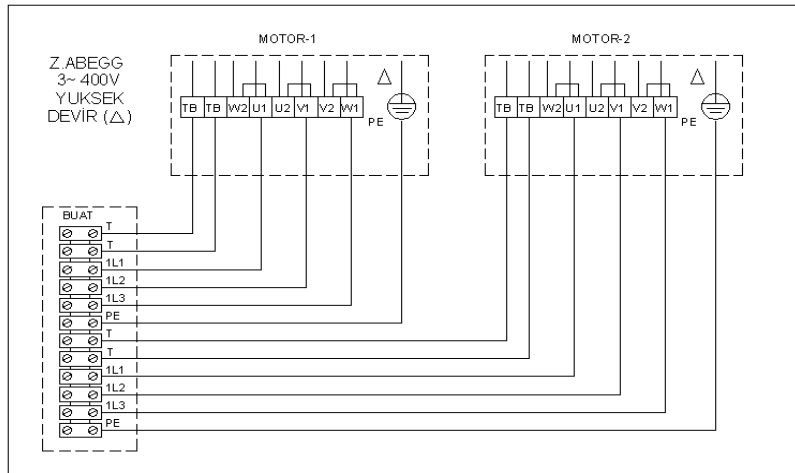 MOTOR-1
MOTOR-2
Z.ABEGG
3~ 400V
YUKSEK
DEVİR (△)
△
△
TB TB W2 U1 U2 V1 V2 W1
PE
TB TB W2 U1 U2 V1 V2 W1
PE
BUAT
T
T
1L1
1L2
1L3
PE
T
T
1L1
1L2
1L3
PE